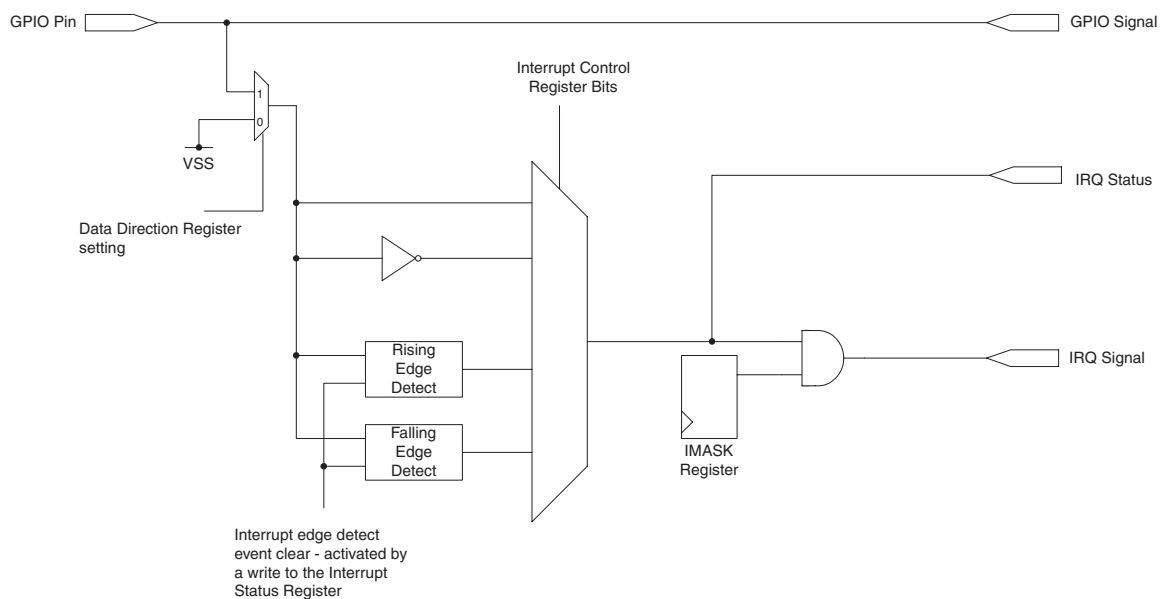 GPIO Pin
GPIO Signal
Interrupt Control
Register Bits
1
0
VSS
IRQ Status
Data Direction Register
setting
Rising
Edge
Detect
IRQ Signal
Falling
Edge
Detect
IMASK
Register
Interrupt edge detect
event clear - activated by
a write to the Interrupt
Status Register